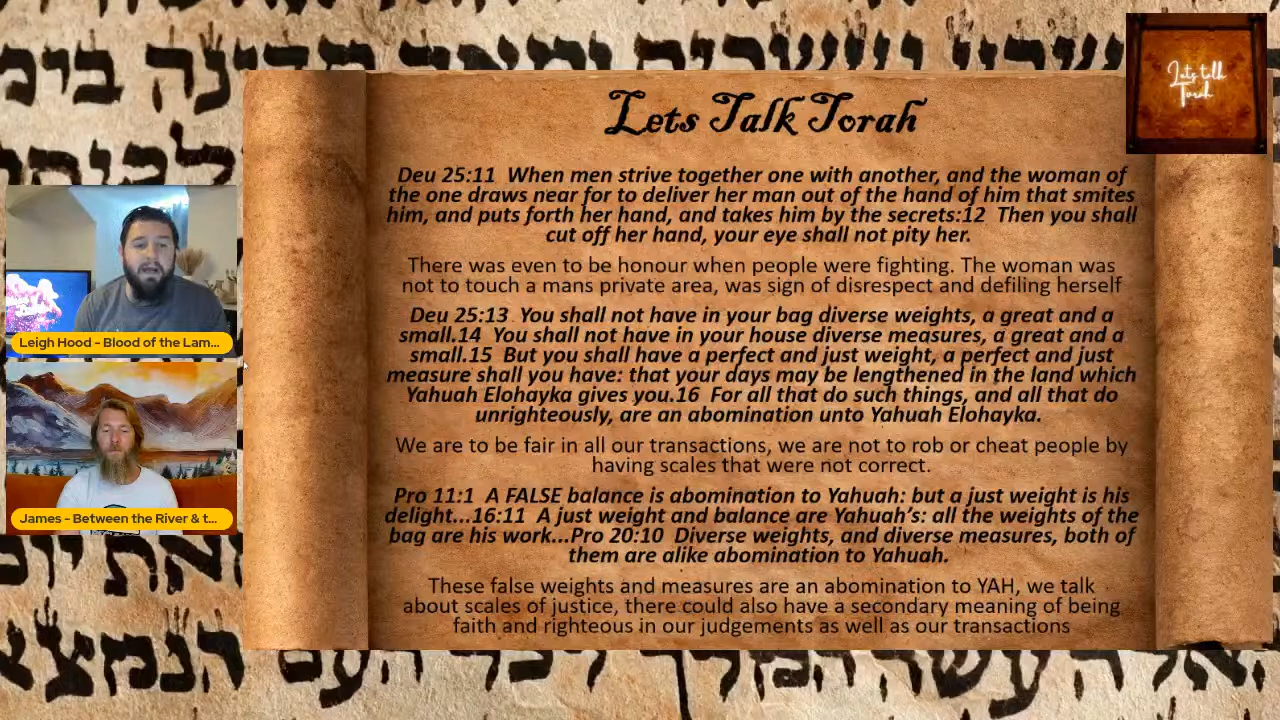 עשרי ועשרים ומאד מדינה בימ
Lets talk
Torah
Lets Talk Torah
Deu 25:11 When men strive together one with another, and the woman of
the one draws near for to deliver her man out of the hand of him that smites
him, and puts forth her hand, and takes him by the secrets:12 Then you shall
cut off her hand, your eye shall not pity her.
There was even to be honour when people were fighting. The woman was
not to touch a mans private area, was sign of disrespect and defiling herself
Deu 25:13 You shall not have in your bag diverse weights, a great and a
small.14 You shall not have in your house diverse measures, a great and a
small.15 But you shall have a perfect and just weight, a perfect and just
measure shall you have: that your days may be lengthened in the land which
Yahuah Elohayka gives you.16 For all that do such things, and all that do
unrighteously, are an abomination unto Yahuah Elohayka.
We are to be fair in all our transactions, we are not to rob or cheat people by
having scales that were not correct.
Pro 11:1 A FALSE balance is abomination to Yahuah: but a just weight is his
delight...16:11 A just weight and balance are Yahuah’s: all the weights of the
bag are his work...Pro 20:10 Diverse weights, and diverse measures, both of
them are alike abomination to Yahuah.
These false weights and measures are an abomination to YAH, we talk
about scales of justice, there could also have a secondary meaning of being
faith and righteous in our judgements as well as our transactions
Leigh Hood - Blood of the Lam...
James - Between the River & t...